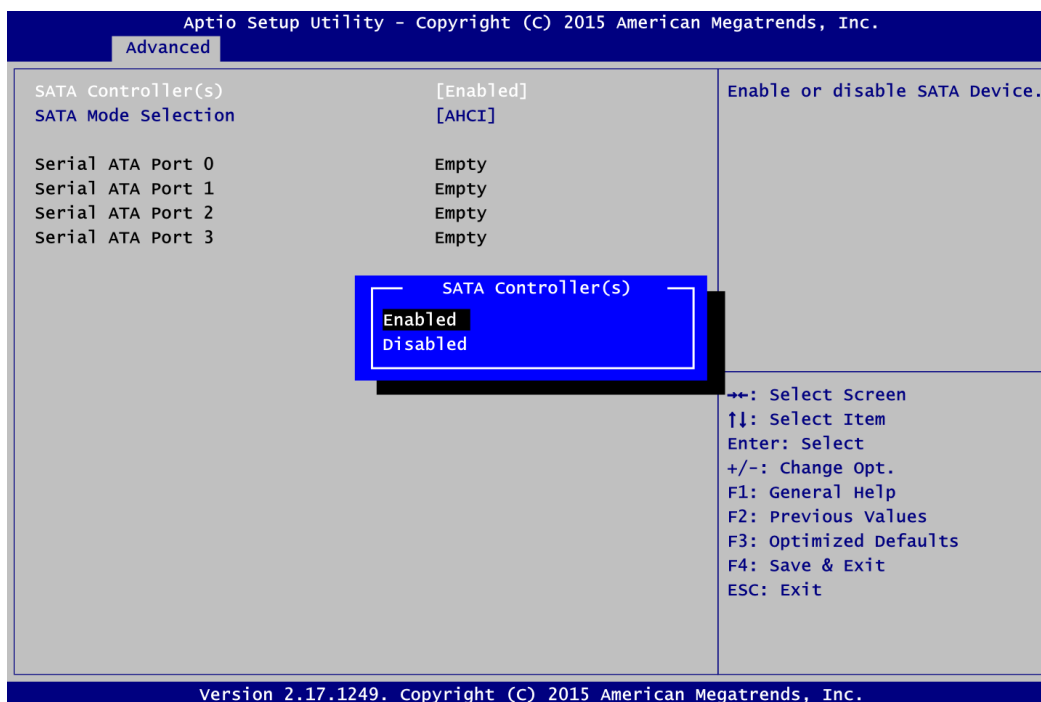 Aptio Setup Utility – Copyright (C) 2015 American Megatrends, Inc.
Advanced
SATA Controller(s) [Enabled]
SATA Mode Selection [AHCI]
Serial ATA Port 0 Empty
Serial ATA Port 1 Empty
Serial ATA Port 2 Empty
Serial ATA Port 3 Empty
SATA Controller(s)
Enabled
Disabled
Enable or disable SATA Device.
→←: Select Screen
↑↓: Select Item
Enter: Select
+/-: Change Opt.
F1: General Help
F2: Previous Values
F3: Optimized Defaults
F4: Save & Exit
ESC: Exit
Version 2.17.1249. Copyright (C) 2015 American Megatrends, Inc.